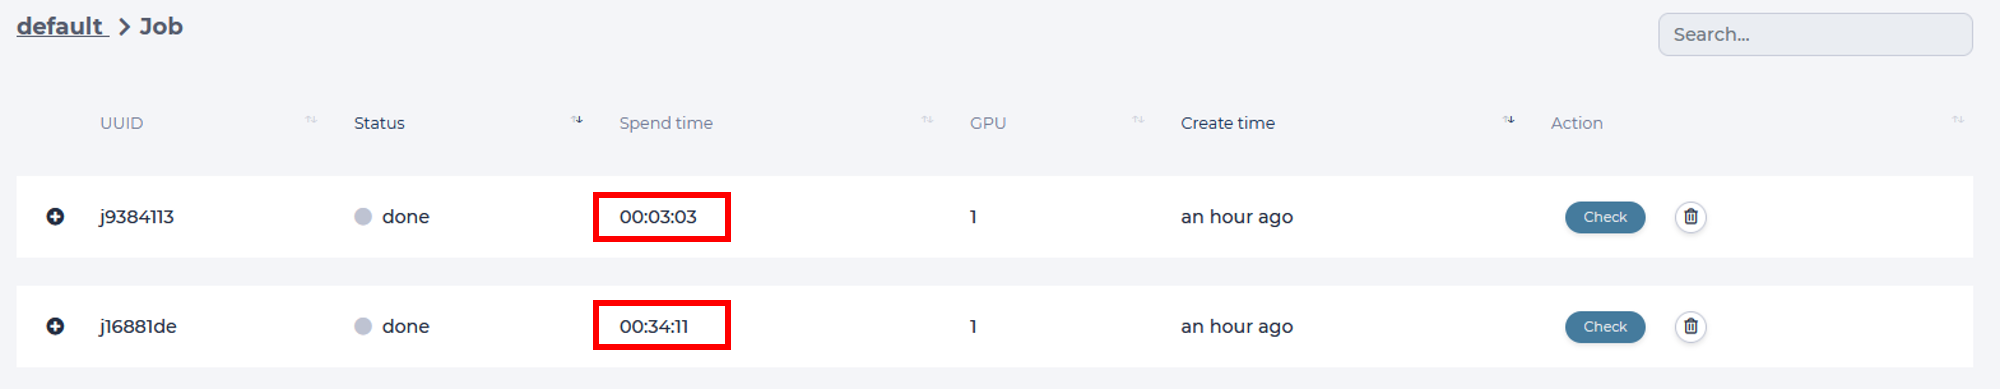 default > Job
Search...
UUID Status Spend time GPU Create time Action
j9384113 done 00:03:03 1 an hour ago Check
j16881de done 00:34:11 1 an hour ago Check